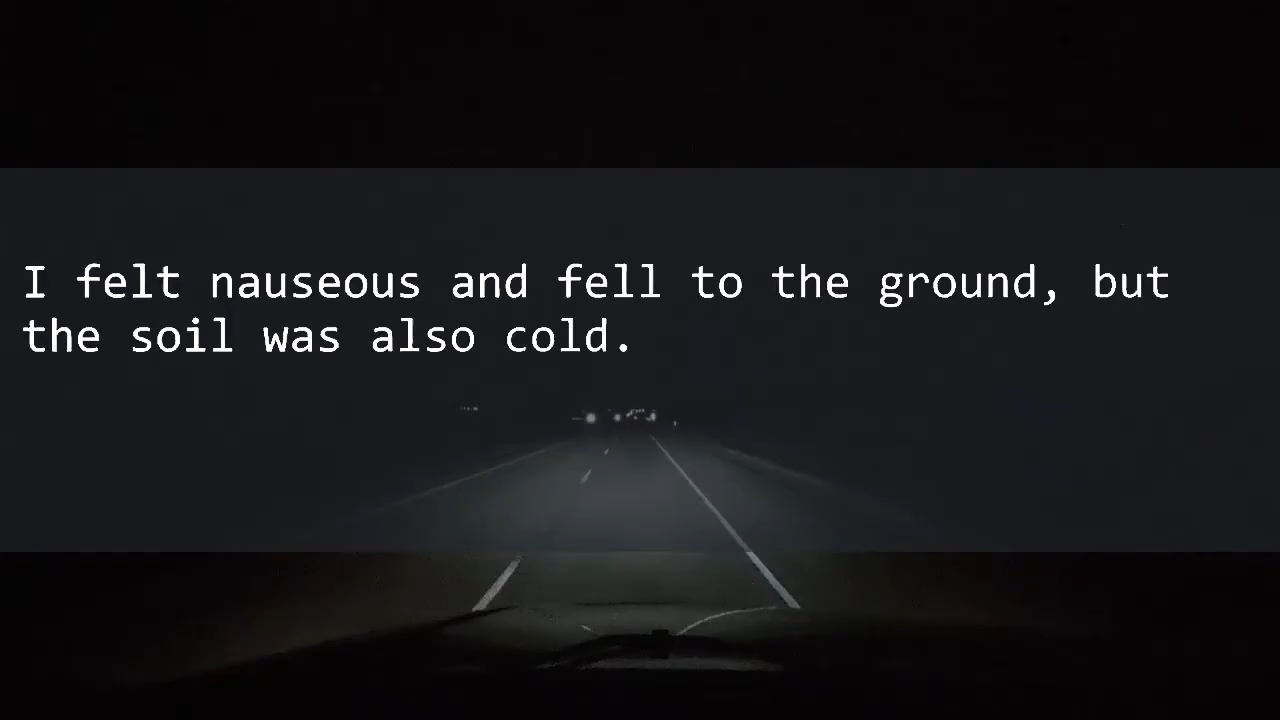 I felt nauseous and fell to the ground, but
the soil was also cold.